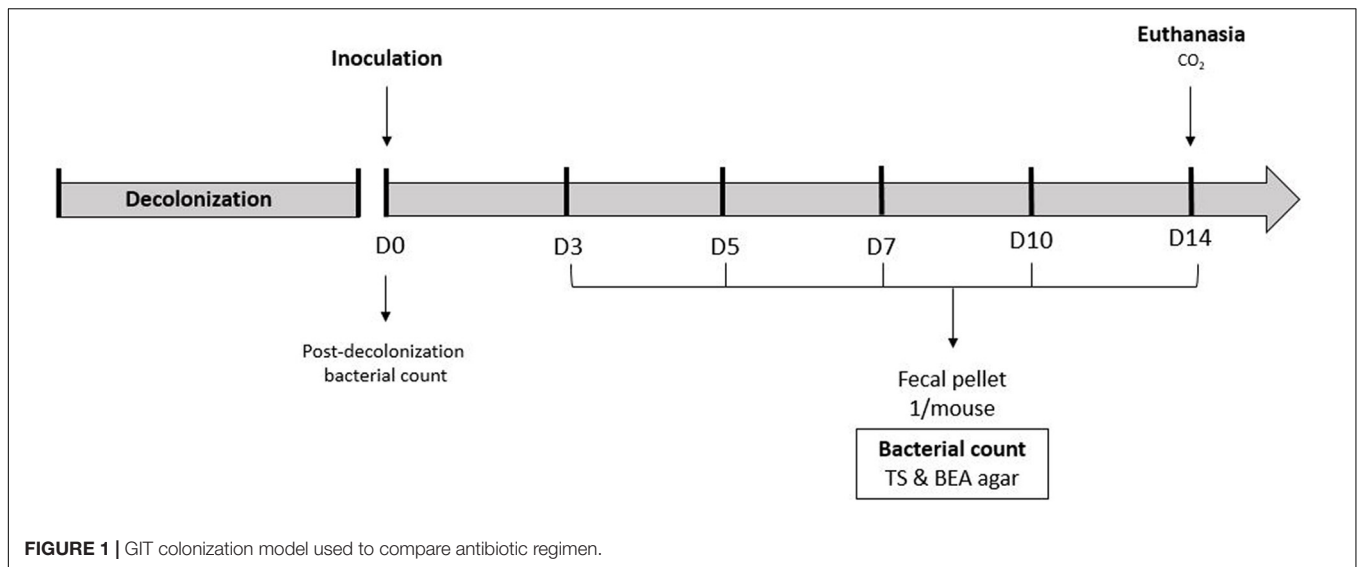 Inoculation
Euthanasia
CO₂
Decolonization
D0
D3
D5
D7
D10
D14
Post-decolonization
bacterial count
Fecal pellet
1/mouse
Bacterial count
TS & BEA agar
FIGURE 1 | GIT colonization model used to compare antibiotic regimen.